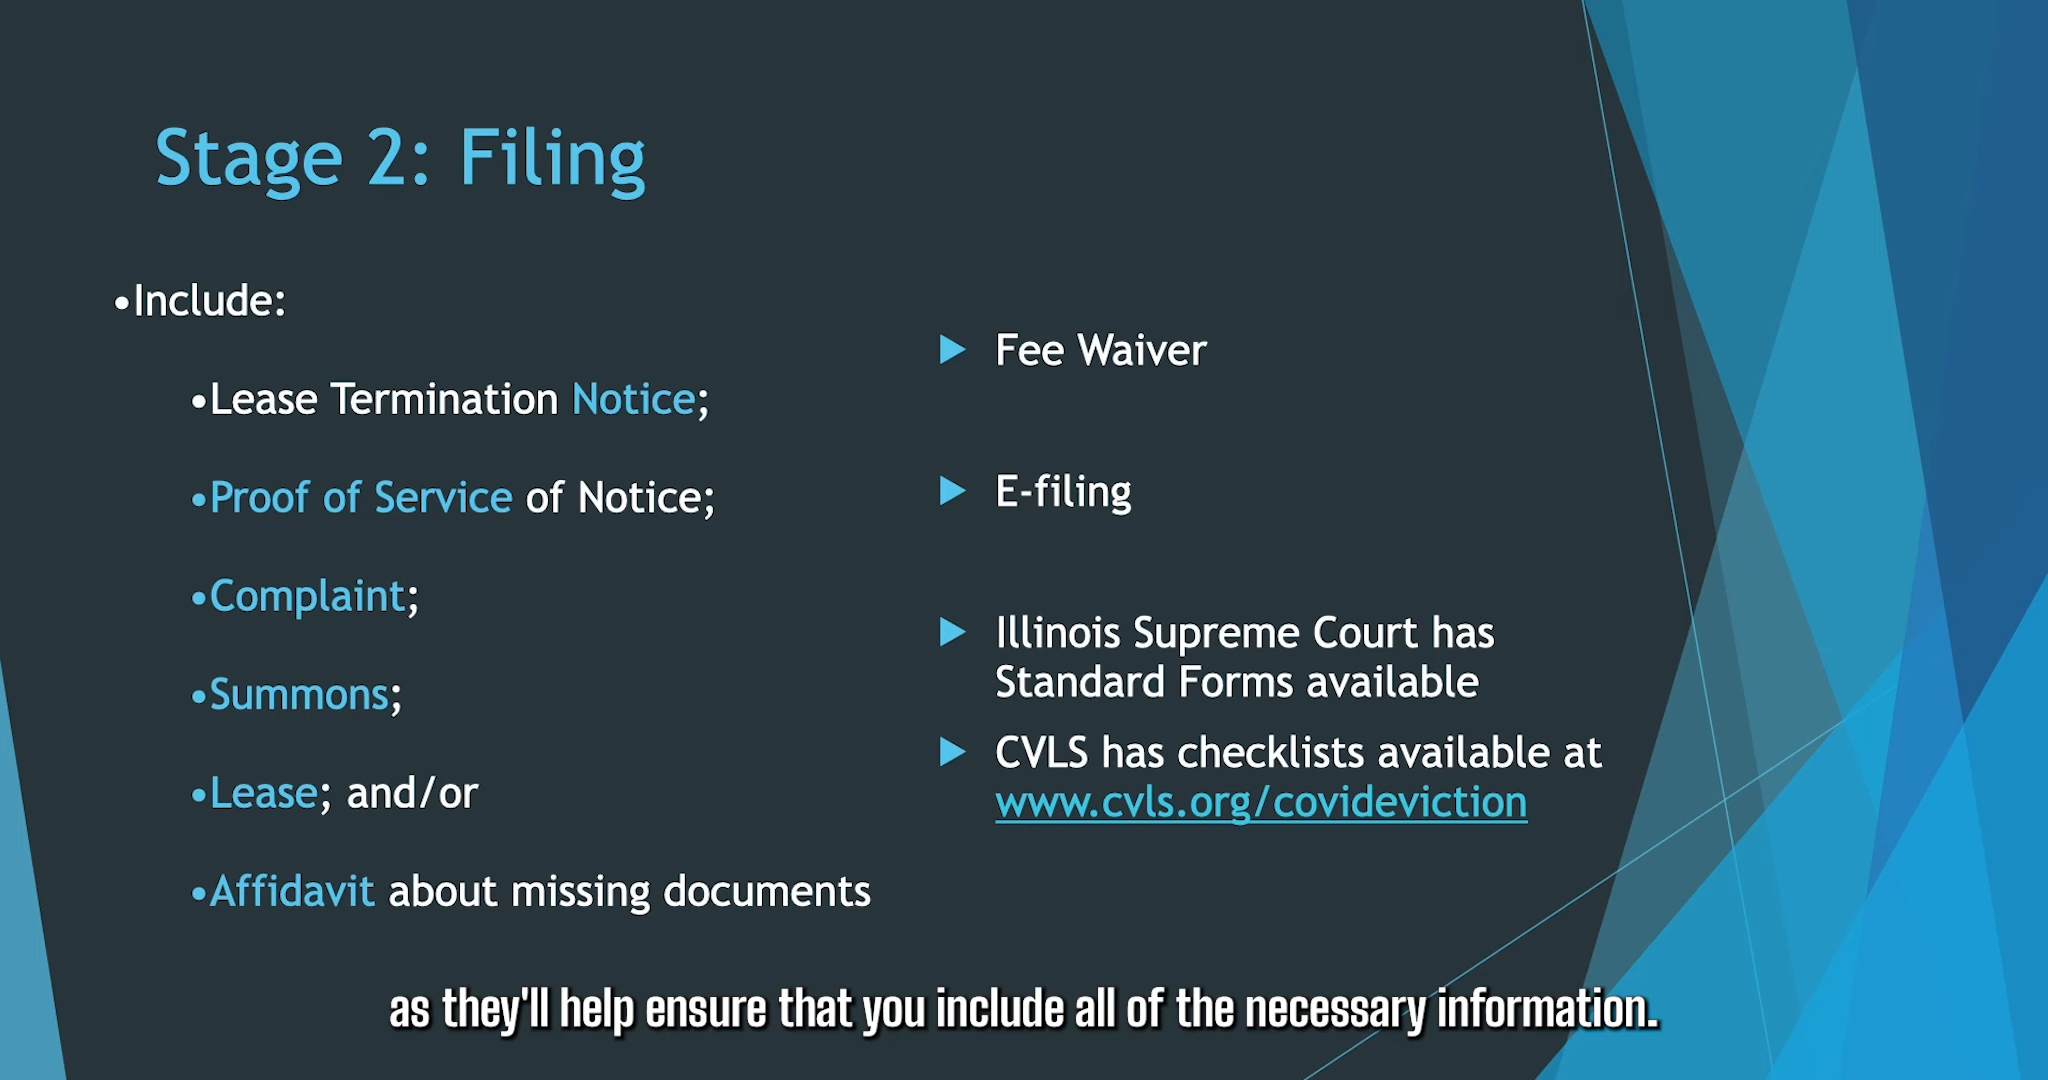 Stage 2: Filing
•Include:
•Lease Termination Notice;
•Proof of Service of Notice;
•Complaint;
•Summons;
•Lease; and/or
•Affidavit about missing documents
Fee Waiver
E-filing
Illinois Supreme Court has
Standard Forms available
CVLS has checklists available at
www.cvls.org/covideviction
as they'll help ensure that you include all of the necessary information.